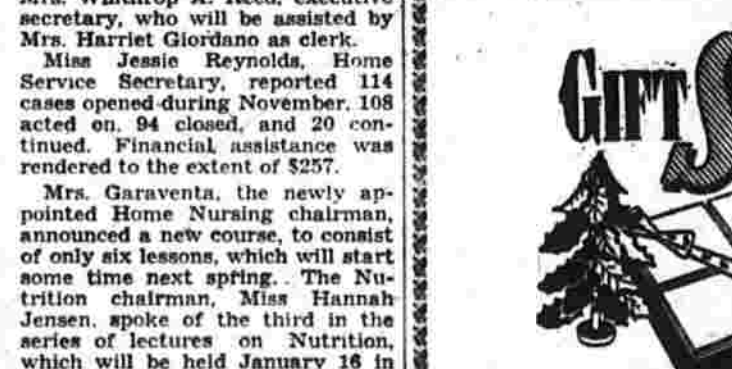 Mrs. Winthrop A. Reed, executive
secretary, who will be assisted by
Mrs. Harriet Giordano as clerk.
Miss Jessie Reynolds, Home
Service Secretary, reported 114
cases opened during November, 108
acted on, 94 closed, and 20 con-
tinued. Financial assistance was
rendered to the extent of $257.
Mrs. Garaventa, the newly ap-
pointed Home Nursing chairman,
announced a new course, to consist
of only six lessons, which will start
some time next spring. . The Nu-
trition chairman, Miss Hannah
Jensen, spoke of the third in the
series of lectures on Nutrition,
which will be held January 16 in
GIFT S